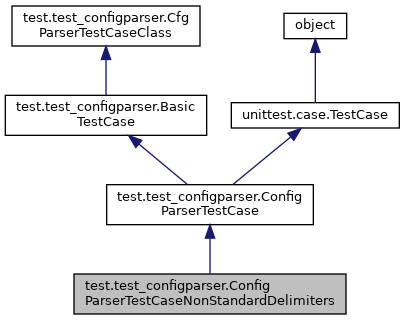 test.test_configparser.Cfg
ParserTestCaseClass
object
test.test_configparser.Basic
TestCase
unittest.case.TestCase
test.test_configparser.Config
ParserTestCase
test.test_configparser.Config
ParserTestCaseNonStandardDelimiters